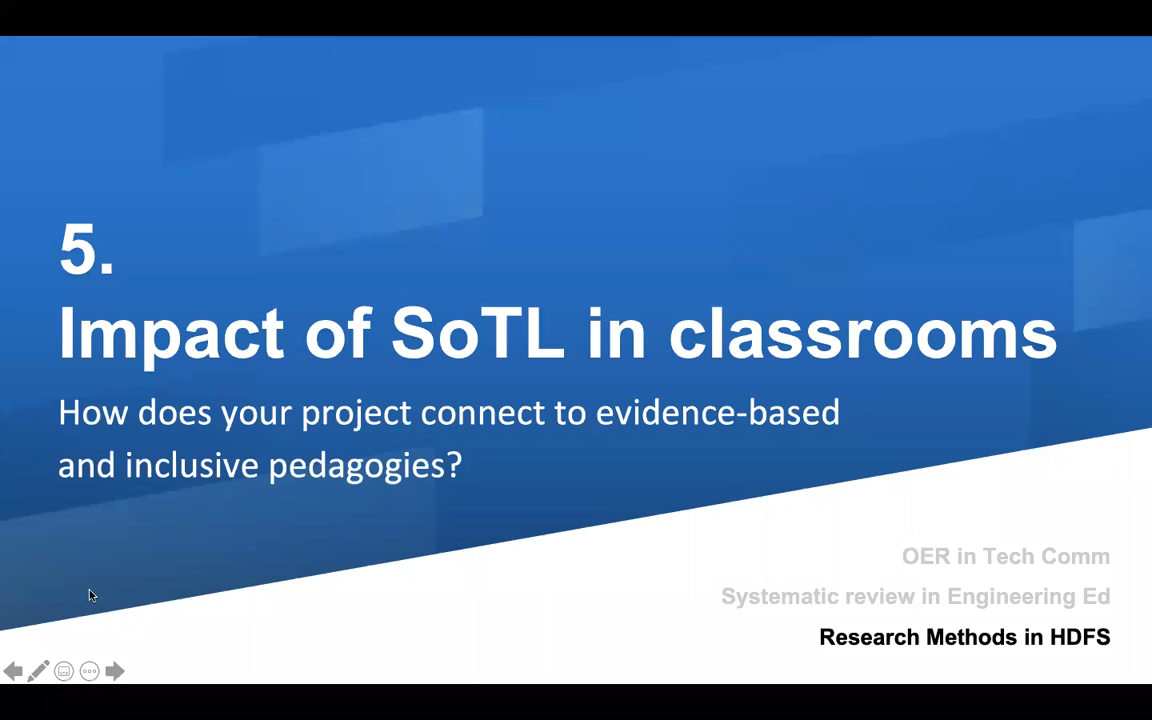 5.
Impact of SoTL in classrooms
How does your project connect to evidence-based
and inclusive pedagogies?
OER in Tech Comm
Systematic review in Engineering Ed
Research Methods in HDFS